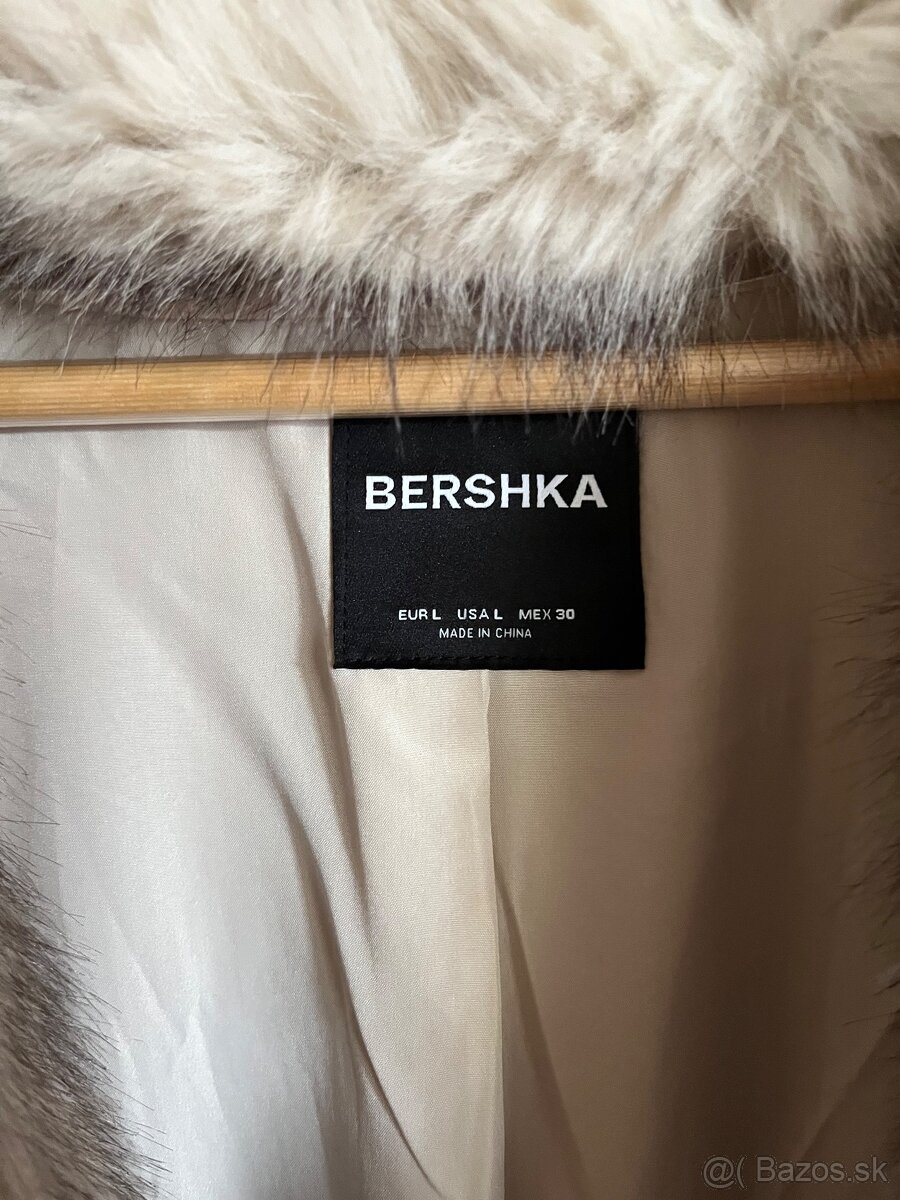 BERSHKA
EUR L USA L MEX 30
MADE IN CHINA
@( Bazos.sk